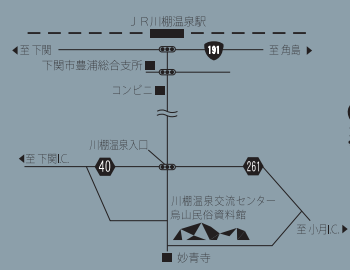 JR川棚温泉駅
191
至下関
至角島
下関市豊浦総合支所
コンビニ
川棚温泉入口
至下関I.C.
40
261
川棚温泉交流センター
烏山民俗資料館
至小月I.C.
妙青寺